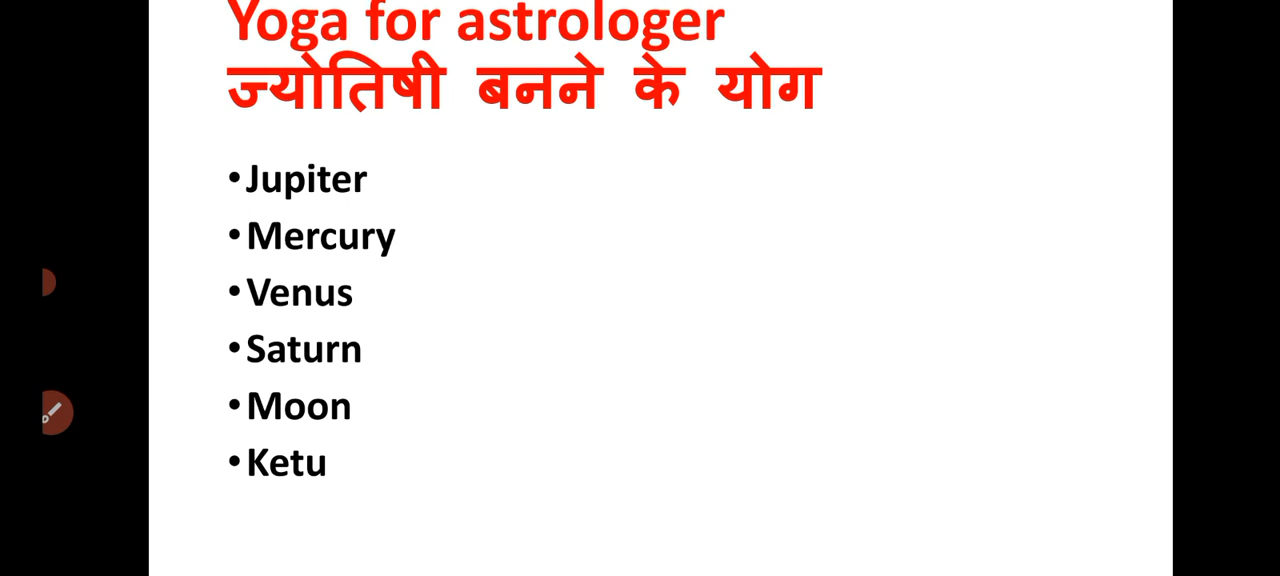 Yoga for astrologer
ज्योतिषी बनने के योग
•Jupiter
•Mercury
•Venus
•Saturn
•Moon
•Ketu